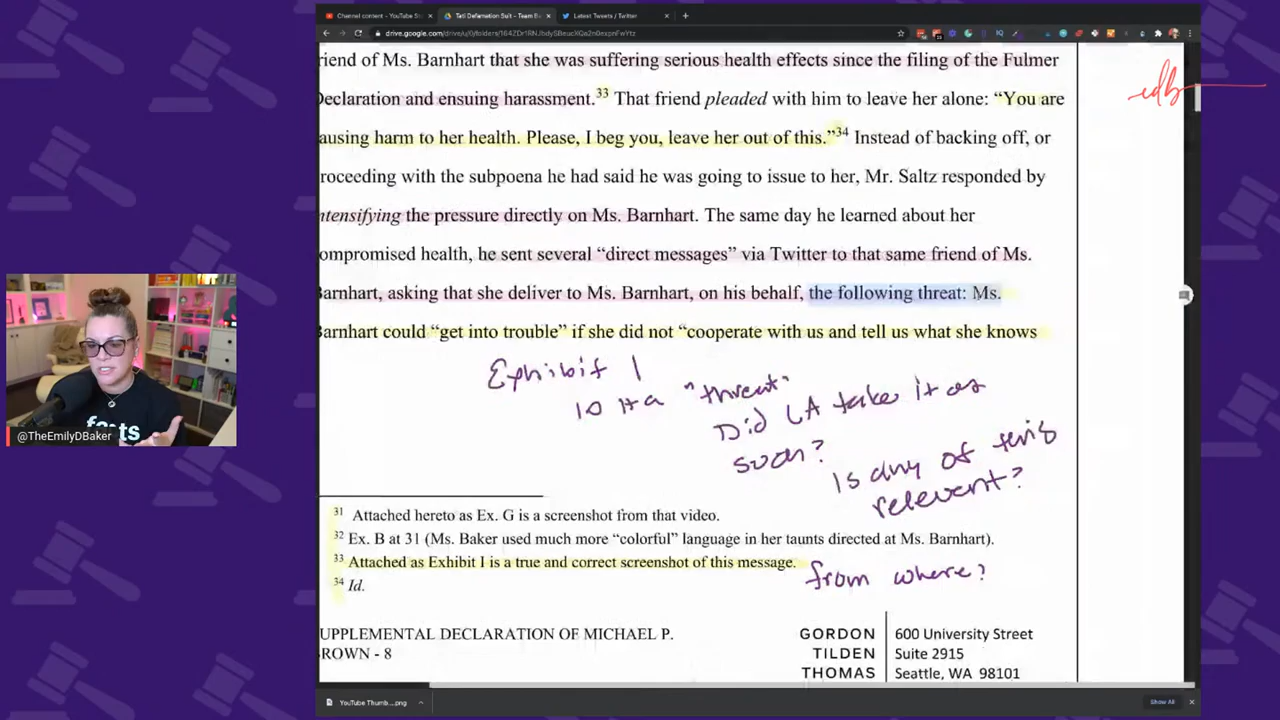 Channel content - YouTube St
Tati Defamation Suit - Team B
Latest Tweets / Twitter
edb
riend of Ms. Barnhart that she was suffering serious health effects since the filing of the Fulmer
Declaration and ensuing harassment.33 That friend pleaded with him to leave her alone: “You are
ausing harm to her health. Please, I beg you, leave her out of this.”34 Instead of backing off, or
roceeding with the subpoena he had said he was going to issue to her, Mr. Saltz responded by
ntensifying the pressure directly on Ms. Barnhart. The same day he learned about her
ompromised health, he sent several “direct messages” via Twitter to that same friend of Ms.
Barnhart, asking that she deliver to Ms. Barnhart, on his behalf, the following threat: Ms.
Barnhart could “get into trouble” if she did not “cooperate with us and tell us what she knows
Exhibit I
is it a "threat"
Did LA take it as
such?
Is any of this
relevent?
@TheEmilyDBaker
31 Attached hereto as Ex. G is a screenshot from that video.
32 Ex. B at 31 (Ms. Baker used much more “colorful” language in her taunts directed at Ms. Barnhart).
33 Attached as Exhibit I is a true and correct screenshot of this message.
from where?
34 Id.
UPPLEMENTAL DECLARATION OF MICHAEL P.
BROWN - 8
GORDON
TILDEN
THOMAS
600 University Street
Suite 2915
Seattle, WA 98101
YouTube Thumb....png
Show All